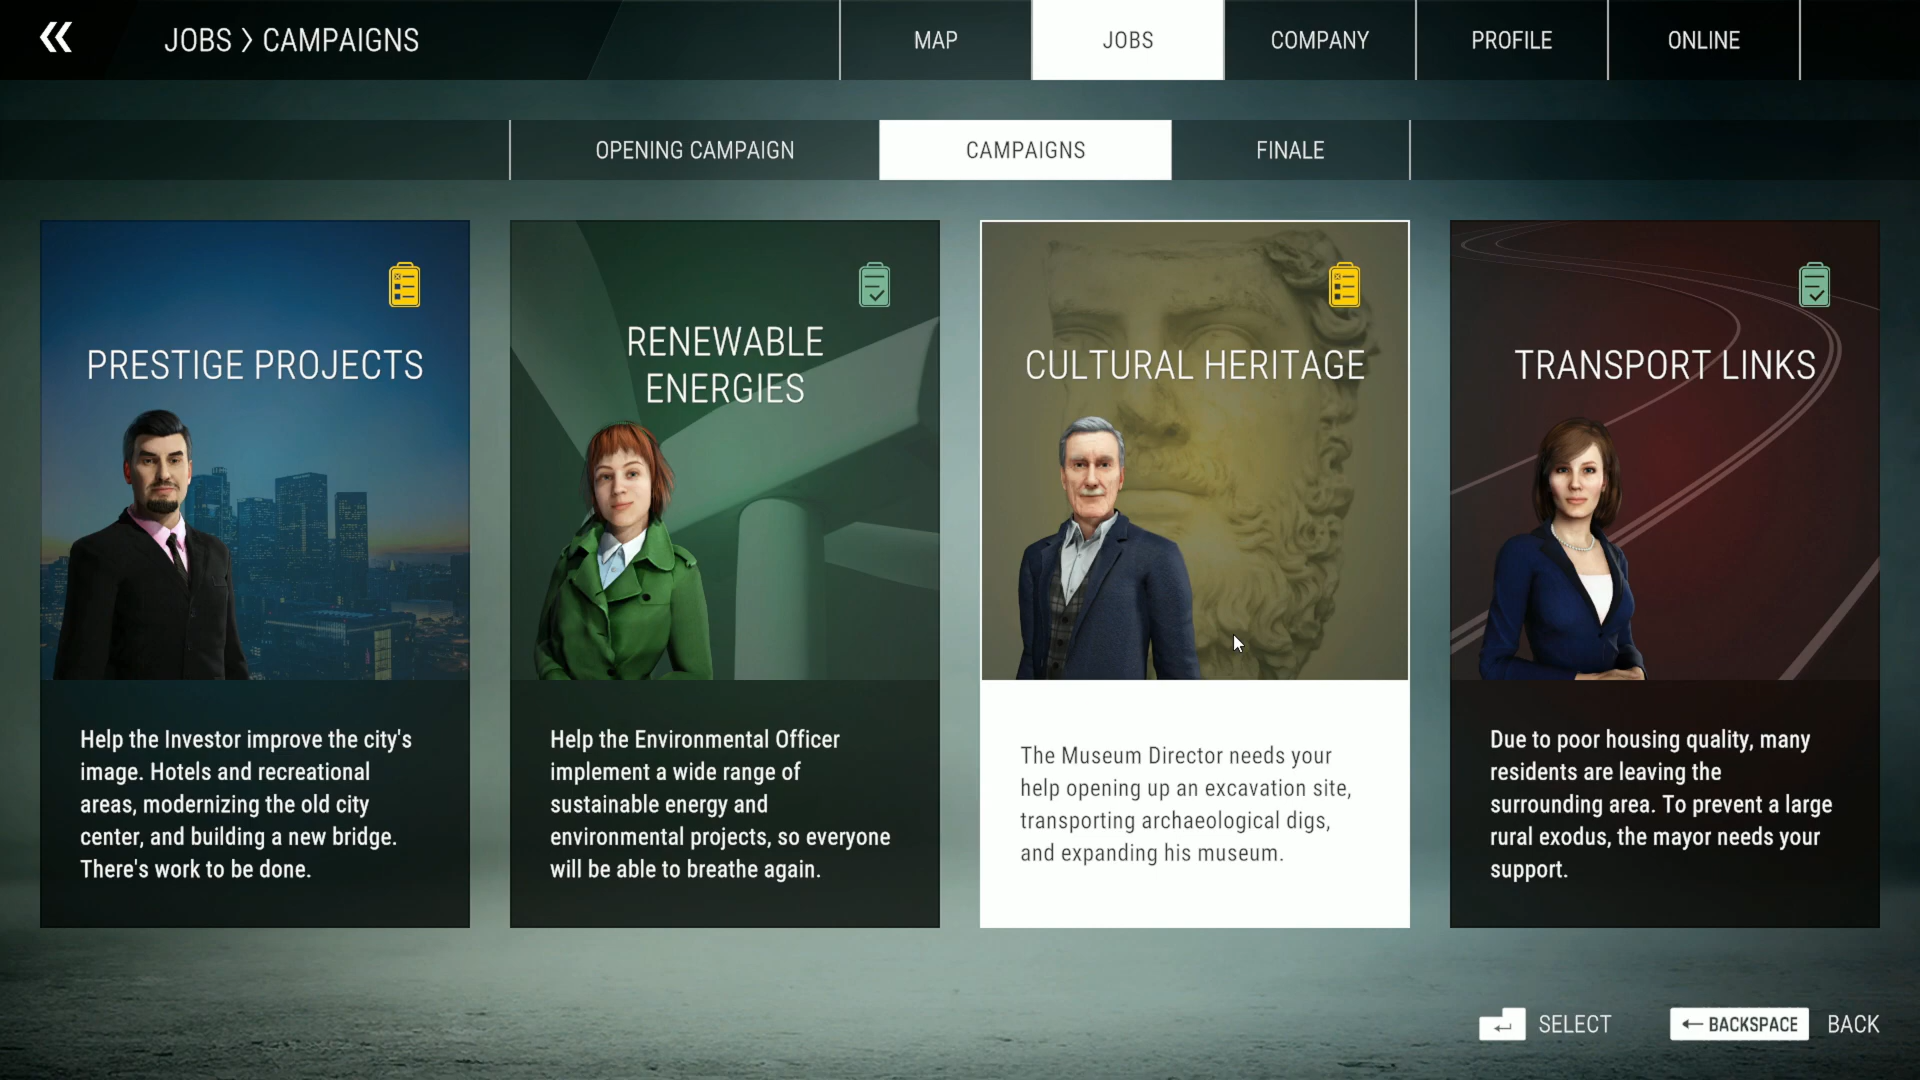 JOBS > CAMPAIGNS
MAP
JOBS
COMPANY
PROFILE
ONLINE
OPENING CAMPAIGN
CAMPAIGNS
FINALE
PRESTIGE PROJECTS
Help the Investor improve the city's
image. Hotels and recreational
areas, modernizing the old city
center, and building a new bridge.
There's work to be done.
RENEWABLE
ENERGIES
Help the Environmental Officer
implement a wide range of
sustainable energy and
environmental projects, so everyone
will be able to breathe again.
CULTURAL HERITAGE
The Museum Director needs your
help opening up an excavation site,
transporting archaeological digs,
and expanding his museum.
TRANSPORT LINKS
Due to poor housing quality, many
residents are leaving the
surrounding area. To prevent a large
rural exodus, the mayor needs your
support.
SELECT
BACKSPACE
BACK